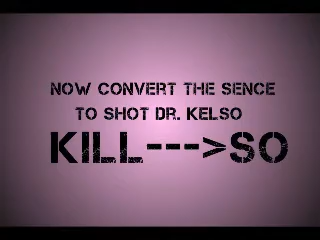 NOW CONVERT THE SENCE
TO SHOT DR. KELSO
KILL--->SO